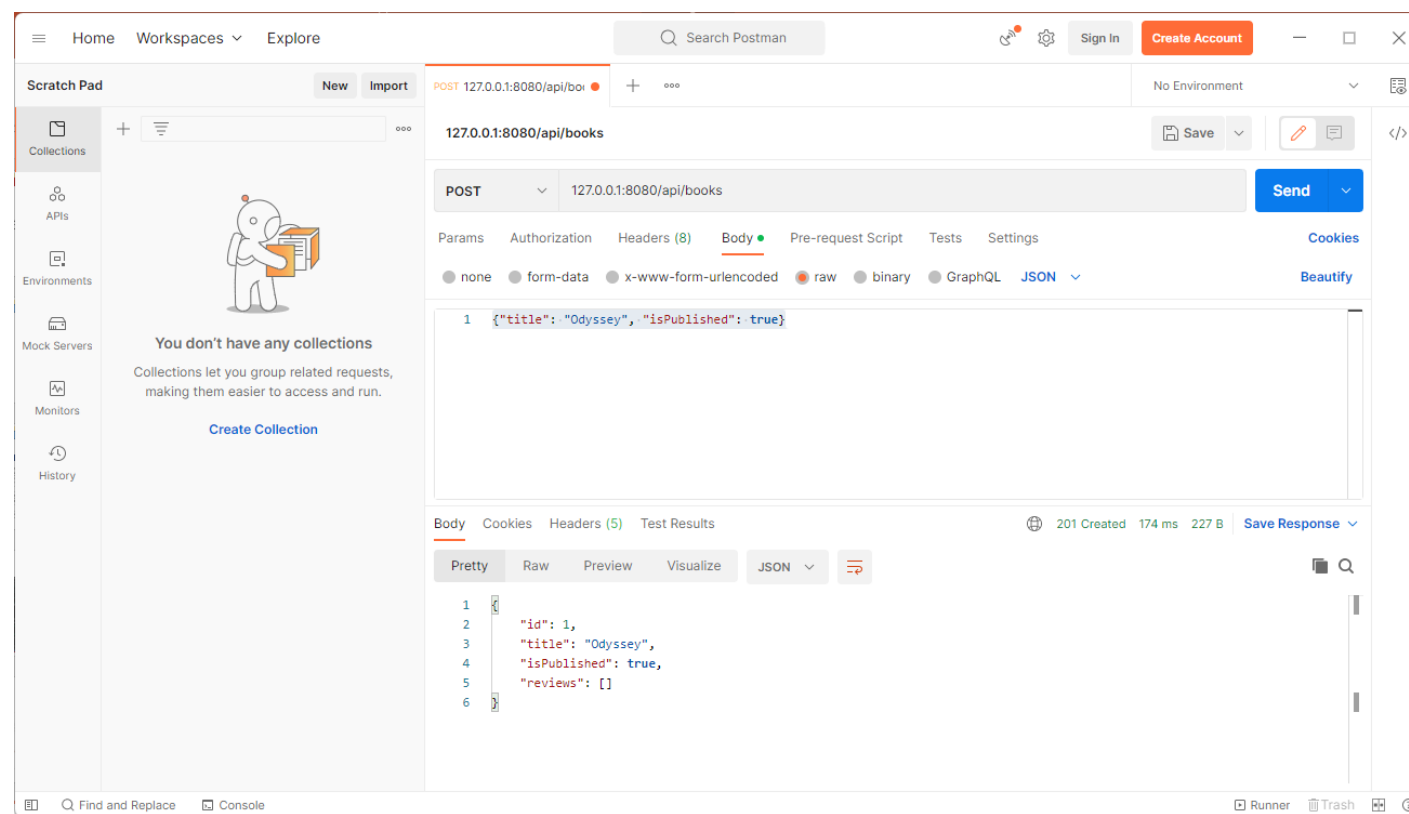 Home Workspaces Explore
Search Postman
Sign In Create Account
Scratch Pad New Import
POST 127.0.0.1:8080/api/boo
No Environment
Collections
APIs
Environments
Mock Servers
Monitors
History
You don't have any collections
Collections let you group related requests,
making them easier to access and run.
Create Collection
127.0.0.1:8080/api/books
Save
POST 127.0.0.1:8080/api/books Send
Params Authorization Headers (8) Body Pre-request Script Tests Settings Cookies
none form-data x-www-form-urlencoded raw binary GraphQL JSON Beautify
1 {"title": "Odyssey", "isPublished": true}
Body Cookies Headers (5) Test Results 201 Created 174 ms 227 B Save Response
Pretty Raw Preview Visualize JSON
1 {
2 "id": 1,
3 "title": "Odyssey",
4 "isPublished": true,
5 "reviews": []
6 }
Find and Replace Console Runner Trash